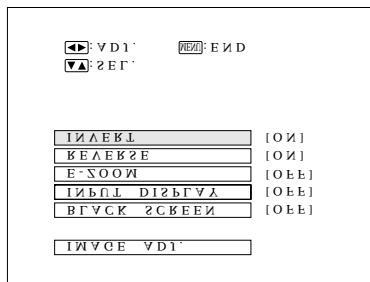 ◀▶: ADJ. MENU: END
▼▲: SEL.
INVERT [ON]
REVERSE [ON]
E-ZOOM [OFF]
INPUT DISPLAY [OFF]
BLACK SCREEN [OFF]
IMAGE ADJ.